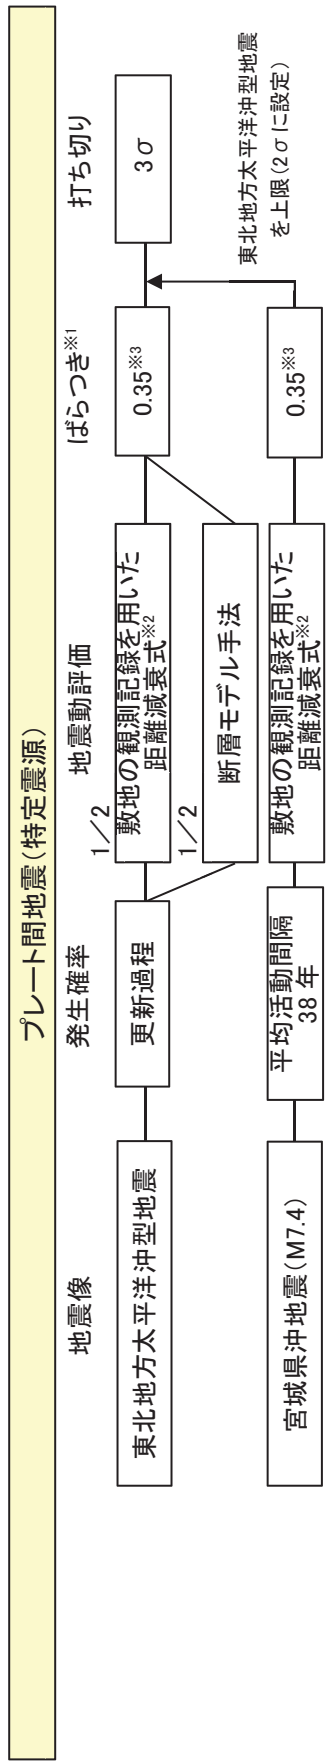 プレート間地震(特定震源)
地震像
発生確率
地震動評価
ばらつき※1
打ち切り
東北地方太平洋沖型地震
更新過程
1/2
敷地の観測記録を用いた
距離減衰式※2
0.35※3
3σ
1/2
断層モデル手法
宮城県沖地震(M7.4)
平均活動間隔
38年
敷地の観測記録を用いた
距離減衰式※2
0.35※3
東北地方太平洋沖型地震
を上限(2σに設定)